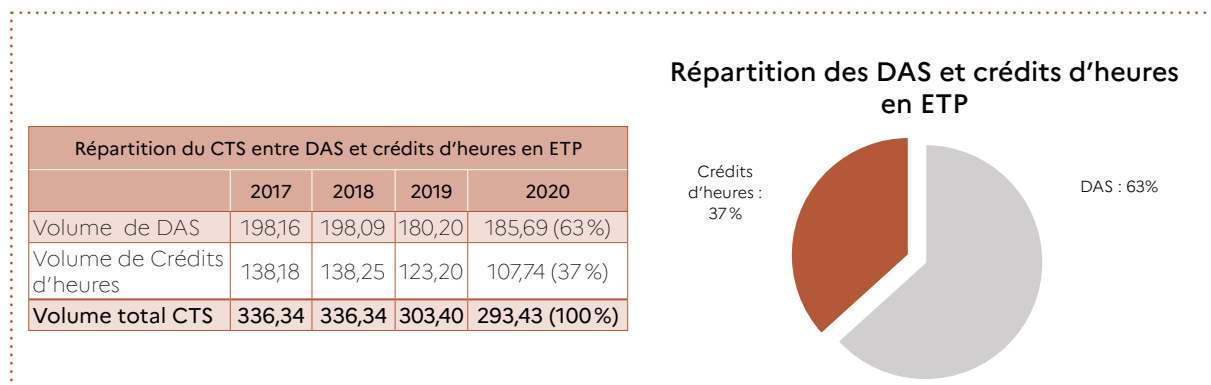 Répartition du CTS entre DAS et crédits d’heures en ETP
2017 2018 2019 2020
Volume de DAS 198,16 198,09 180,20 185,69 (63 %)
Volume de Crédits
d’heures 138,18 138,25 123,20 107,74 (37 %)
Volume total CTS 336,34 336,34 303,40 293,43 (100 %)
Répartition des DAS et crédits d’heures
en ETP
Crédits
d’heures :
37 %
DAS : 63%